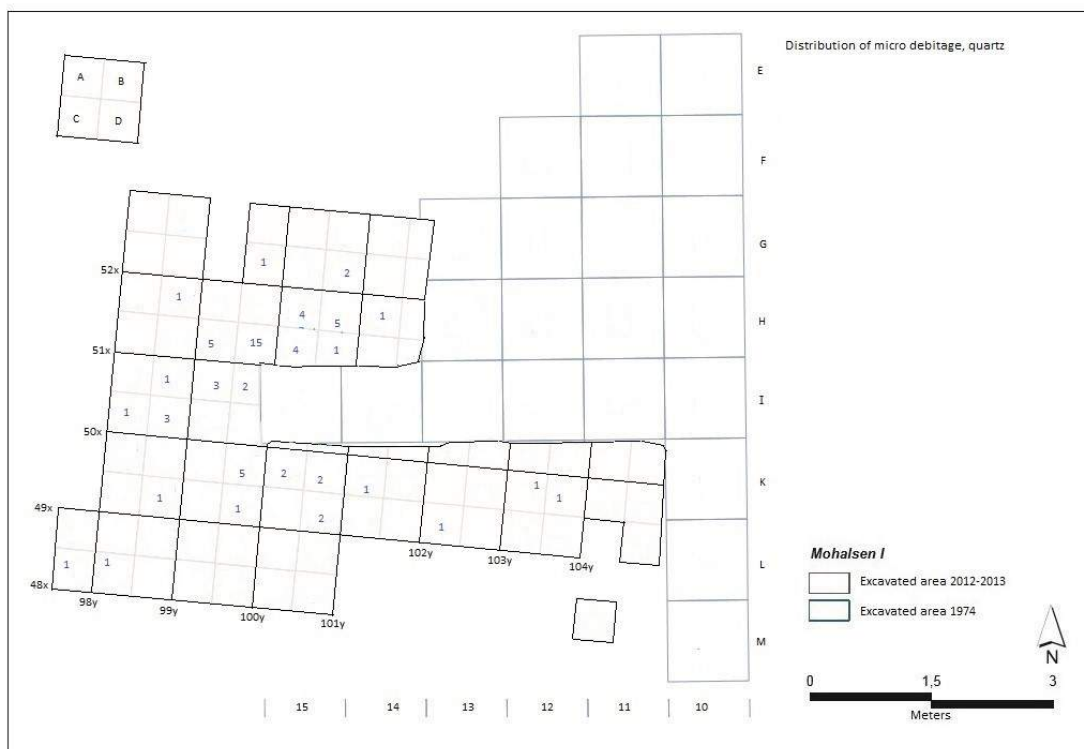 Distribution of micro debitage, quartz
A B
C D
E
F
G
H
I
K
L
M
1 2
52x
1 4 5 1
5 15 4 1
51x
1 3 2
1 3
50x
5 2 2 1 1 1
1 1 2 1
49x
1 1
48x
98y 99y 100y 101y 102y 103y 104y
15 14 13 12 11 10
Mohalsen I
Excavated area 2012-2013
Excavated area 1974
N
0 1,5 3
Meters